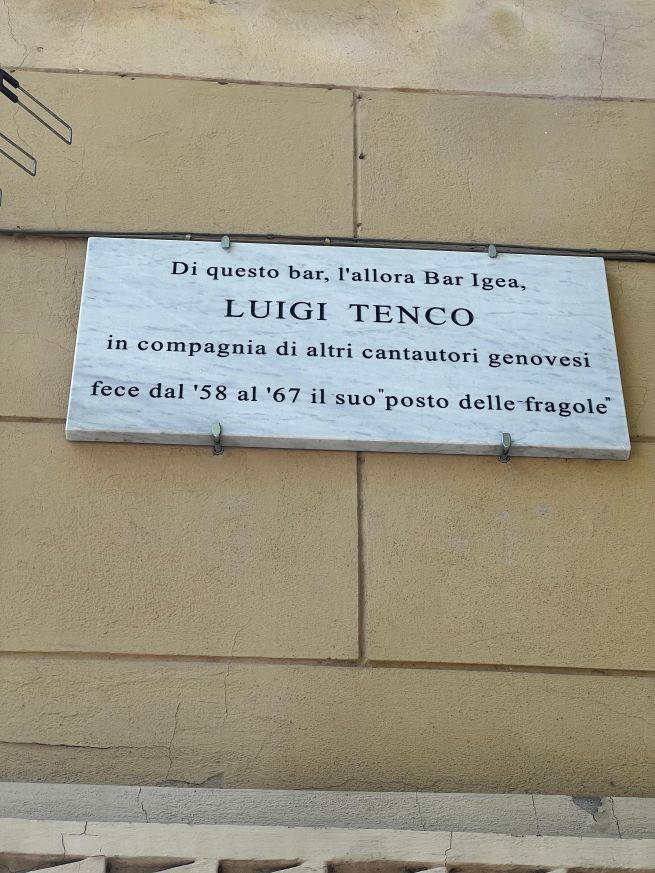 Di questo bar, l'allora Bar Igea,
LUIGI TENCO
in compagnia di altri cantautori genovesi
fece dal '58 al '67 il suo "posto delle fragole"